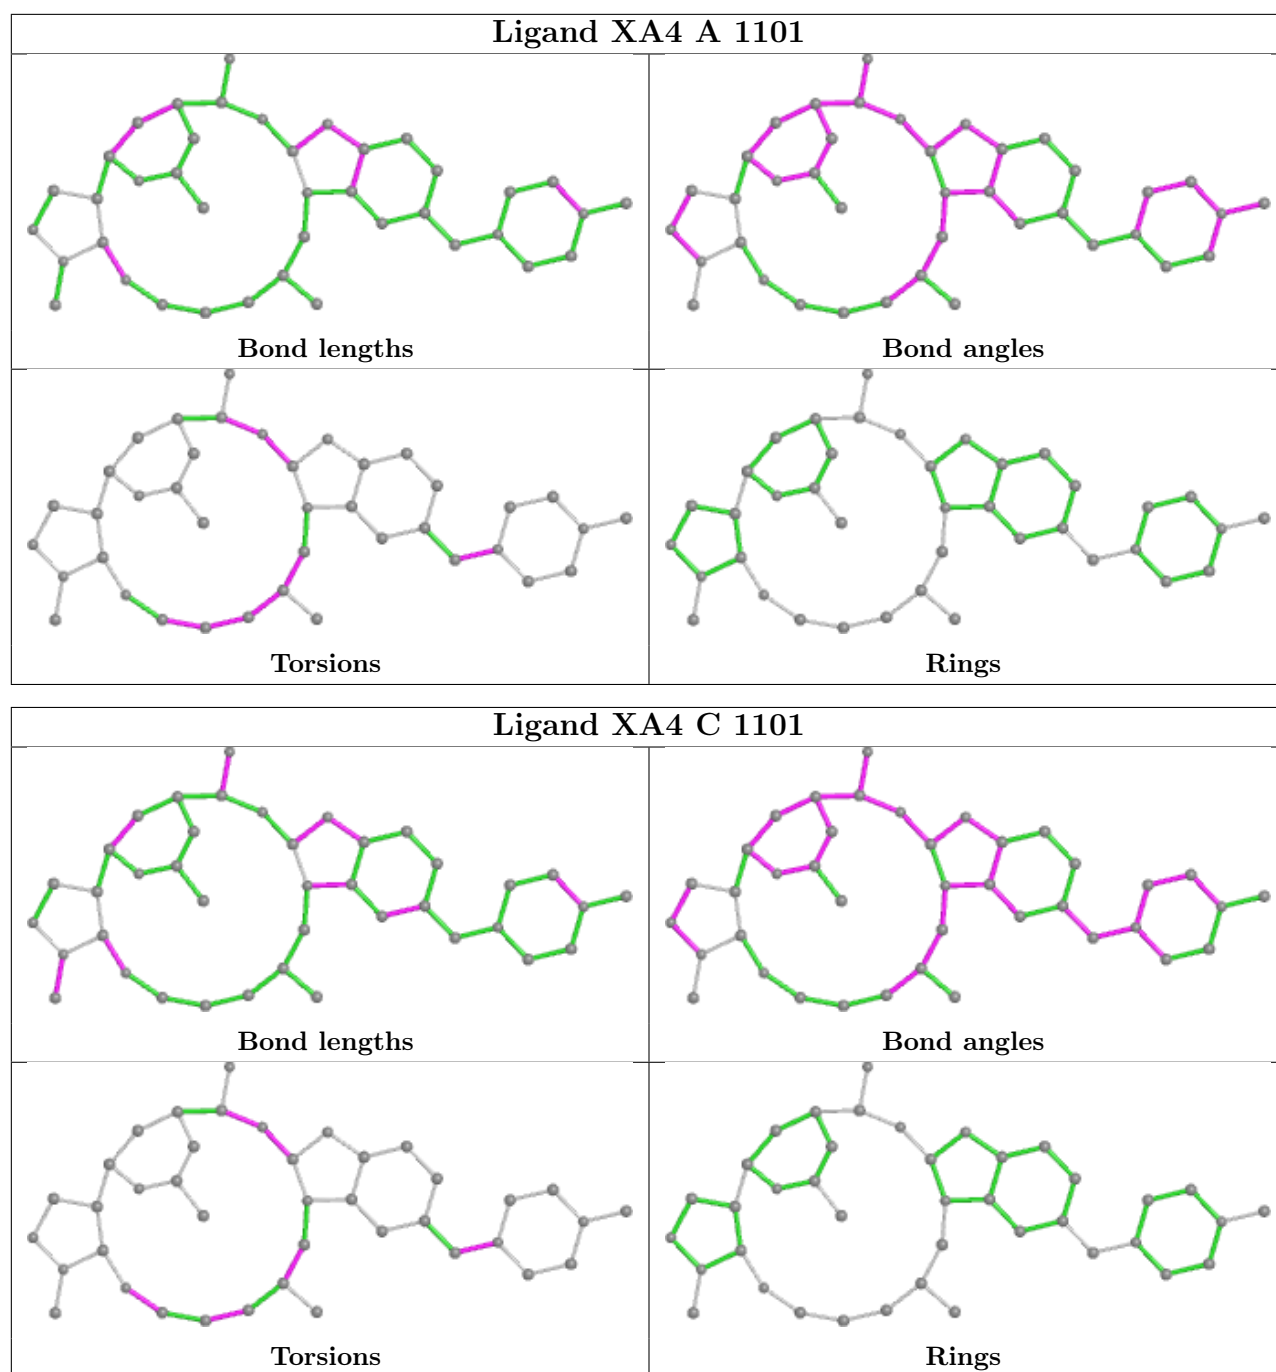 Ligand XA4 A 1101
Bond lengths
Bond angles
Torsions
Rings
Ligand XA4 C 1101
Bond lengths
Bond angles
Torsions
Rings